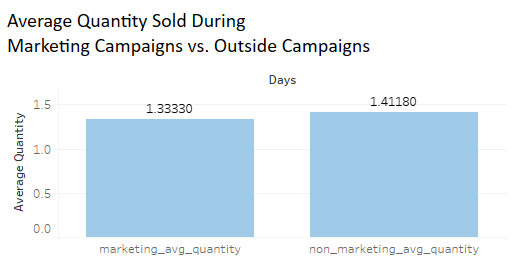 Average Quantity Sold During
Marketing Campaigns vs. Outside Campaigns
Days
1.33330
1.41180
1.5
1.0
0.5
0.0
Average Quantity
marketing_avg_quantity
non_marketing_avg_quantity